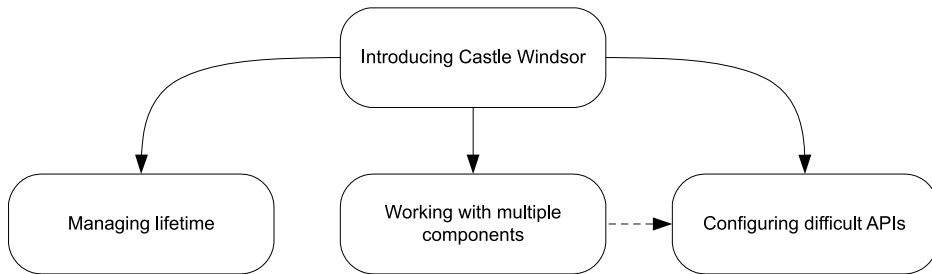 Introducing Castle Windsor
Managing lifetime
Working with multiple
components
Configuring difficult APIs